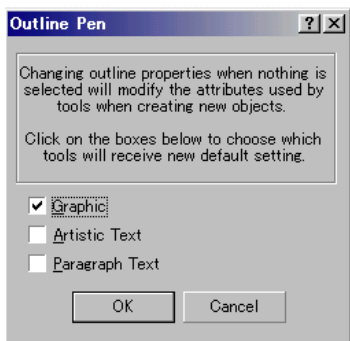 Outline Pen
Changing outline properties when nothing is
selected will modify the attributes used by
tools when creating new objects.
Click on the boxes below to choose which
tools will receive new default setting.
Graphic
Artistic Text
Paragraph Text
OK Cancel